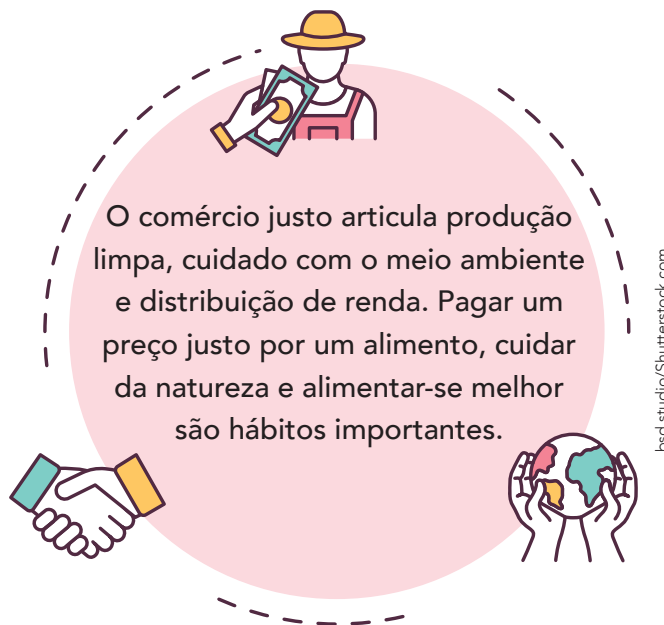 O comércio justo articula produção
limpa, cuidado com o meio ambiente
e distribuição de renda. Pagar um
preço justo por um alimento, cuidar
da natureza e alimentar-se melhor
são hábitos importantes.
bsd studio/Shutterstock.com